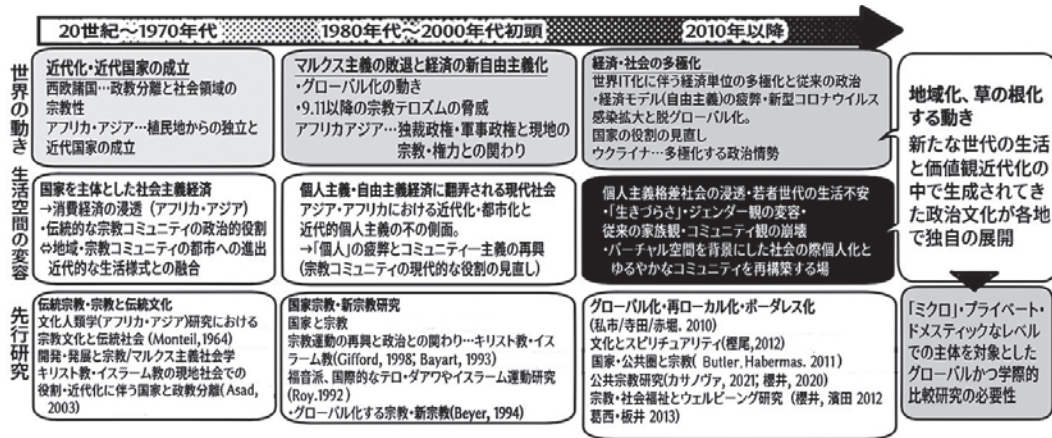 20世紀~1970年代
1980年代~2000年代初頭
2010年以降
世界の動き
近代化・近代国家の成立
西欧諸国…政教分離と社会領域の
宗教性
アフリカ・アジア…植民地からの独立と
近代国家の成立
マルクス主義の敗退と経済の新自由主義化
・グローバル化の動き
・9.11以降の宗教テロズムの脅威
アフリカアジア…独裁政権・軍事政権と現地の
宗教・権力との関わり
経済・社会の多極化
世界IT化に伴う経済単位の多極化と従来の政治
・経済モデル(自由主義)の疲弊・新型コロナウイルス
感染拡大と脱グローバル化。
国家の役割の見直し
ウクライナ…多極化する政治情勢
地域化、草の根化
する動き
新たな世代の生活
と価値観近代化の
中で生成されてき
た政治文化が各地
で独自の展開
生活空間の変容
国家を主体とした社会主義経済
→消費経済の浸透(アフリカ・アジア)
・伝統的な宗教コミュニティの政治的役割
⇔地域・宗教コミュニティの都市への進出
近代的な生活様式との融合
個人主義・自由主義経済に翻弄される現代社会
アジア・アフリカにおける近代化・都市化と
近代的個人主義の不の側面。
→「個人」の疲弊とコミュニティー主義の再興
(宗教コミュニティの現代的な役割の見直し)
個人主義格差社会の浸透・若者世代の生活不安
・「生きづらさ」・ジェンダー観の変容・
従来の家族観・コミュニティ観の崩壊
・バーチャル空間を背景にした社会の際個人化と
ゆるやかなコミュニティを再構築する場
先行研究
伝統宗教・宗教と伝統文化
文化人類学(アフリカ・アジア)研究における
宗教文化と伝統社会(Monteil,1964)
開発・発展と宗教/マルクス主義社会学
キリスト教・イスラーム教の現地社会での
役割・近代化に伴う国家と政教分離(Asad,
2003)
国家宗教・新宗教研究
国家と宗教
宗教運動の再興と政治との関わり…キリスト教・イス
ラーム教(Gifford, 1998; Bayart, 1993)
福音派、国際的なテロ・ダアワやイスラーム運動研究
(Roy.1992)
・グローバル化する宗教・新宗教(Beyer, 1994)
グローバル化・再ローカル化・ボーダレス化
(私市/寺田/赤堀. 2010)
文化とスピリチュアリティ(樫尾,2012)
国家・公共圏と宗教( Butler, Habermas. 2011)
公共宗教研究(カサノヴァ, 2021; 櫻井, 2020)
宗教・社会福祉とウェルビーング研究(櫻井, 濱田 2012
葛西・板井 2013)
「ミクロ」・プライベート・
ドメスティックなレベル
での主体を対象とした
グローバルかつ学際的
比較研究の必要性